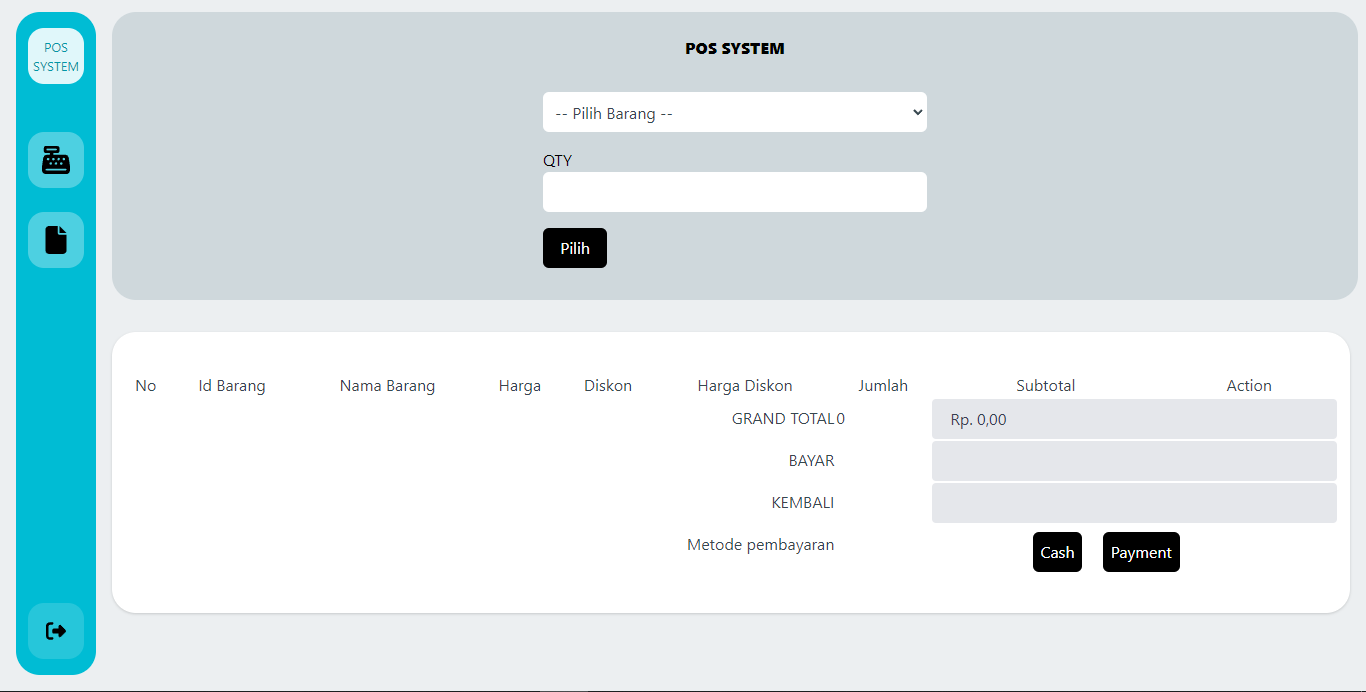 POS
SYSTEM
POS SYSTEM
-- Pilih Barang --
QTY
Pilih
No Id Barang Nama Barang Harga Diskon Harga Diskon Jumlah Subtotal Action
GRAND TOTAL 0 Rp. 0,00
BAYAR
KEMBALI
Metode pembayaran Cash Payment